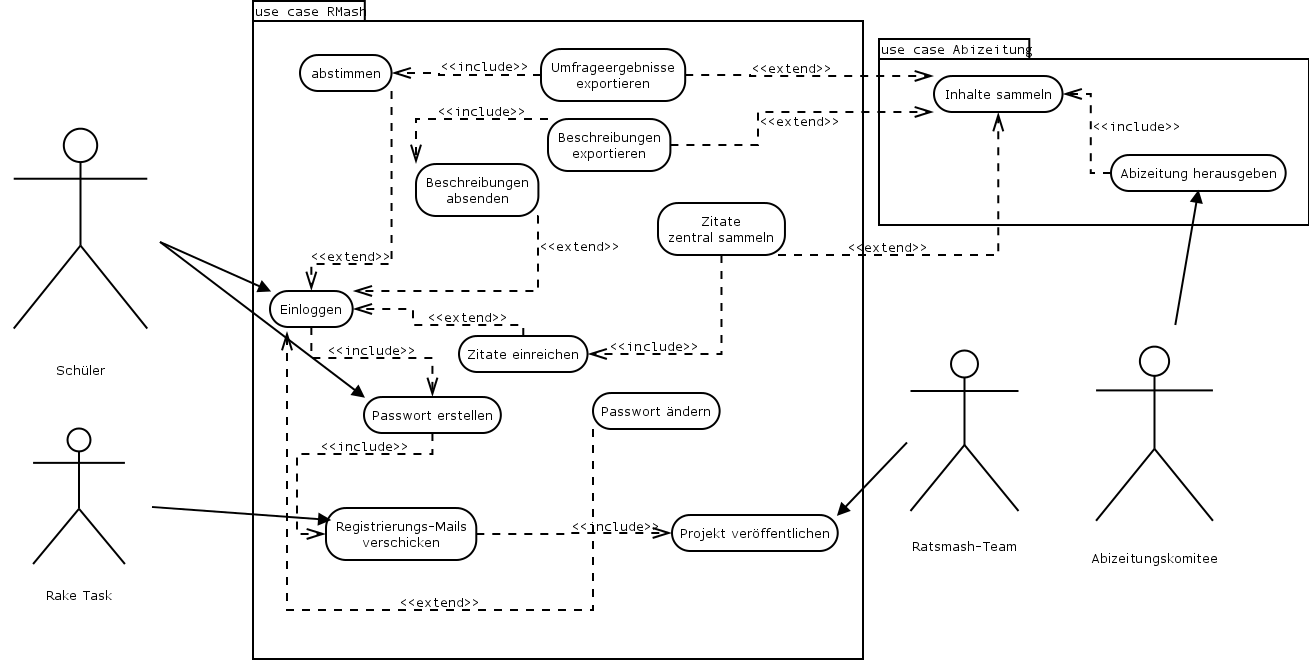 use case RMash
use case Abizeitung
abstimmen
<<include>>
Umfrageergebnisse
exportieren
<<extend>>
Inhalte sammeln
<<include>>
Beschreibungen
exportieren
<<extend>>
<<include>>
Abizeitung herausgeben
Beschreibungen
absenden
Zitate
zentral sammeln
<<extend>>
<<extend>>
<<extend>>
Einloggen
<<extend>>
<<include>>
Zitate einreichen
<<include>>
Schüler
Passwort erstellen
Passwort ändern
<<include>>
Registrierungs-Mails
verschicken
<<include>>
Projekt veröffentlichen
Ratsmash-Team
Abizeitungskomitee
Rake Task
<<extend>>